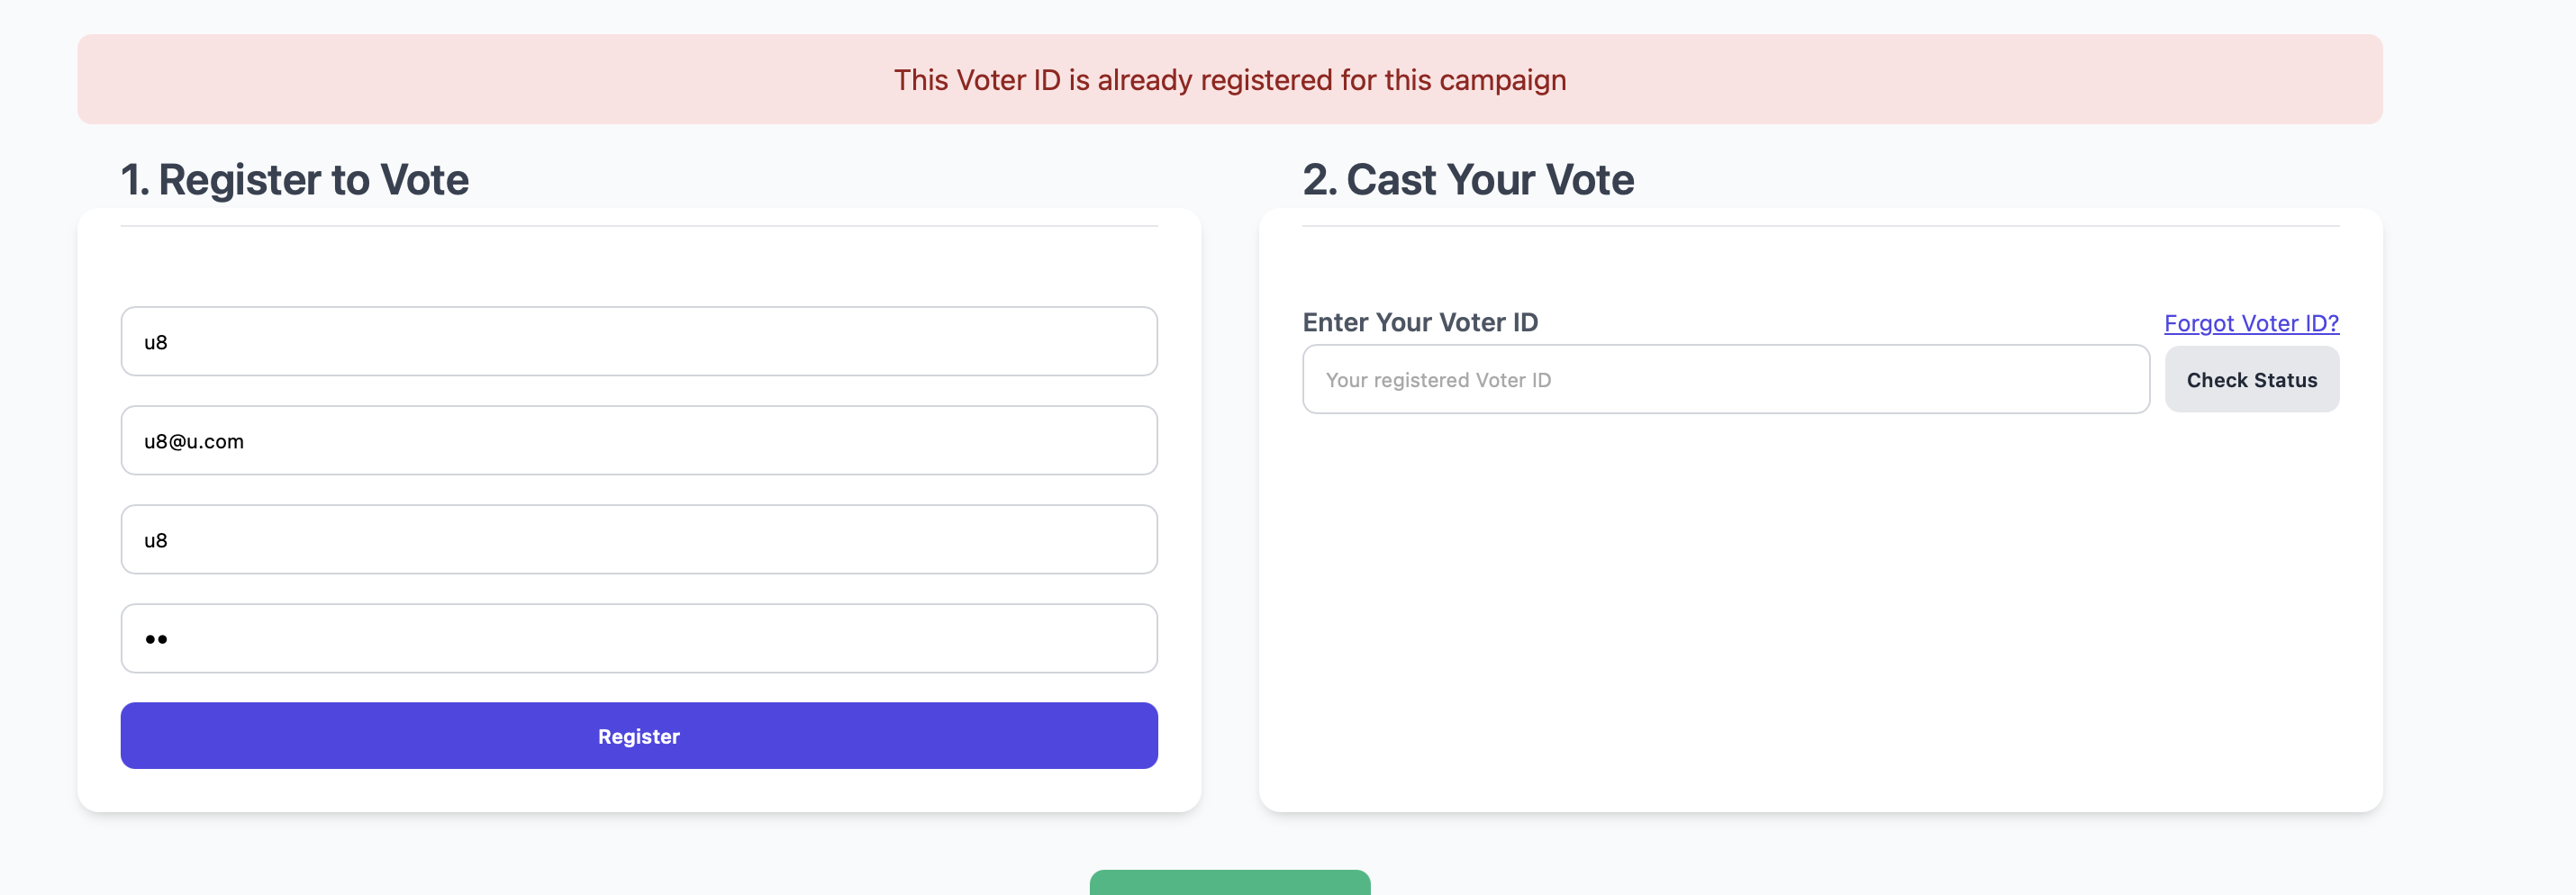 This Voter ID is already registered for this campaign
1. Register to Vote
u8
u8@u.com
u8
••
Register
2. Cast Your Vote
Enter Your Voter ID
Forgot Voter ID?
Your registered Voter ID
Check Status